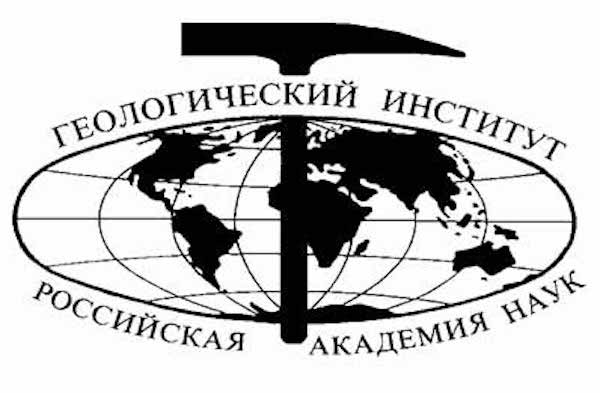 ГЕОЛОГИЧЕСКИЙ ИНСТИТУТ
РОССИЙСКАЯ АКАДЕМИЯ НАУК